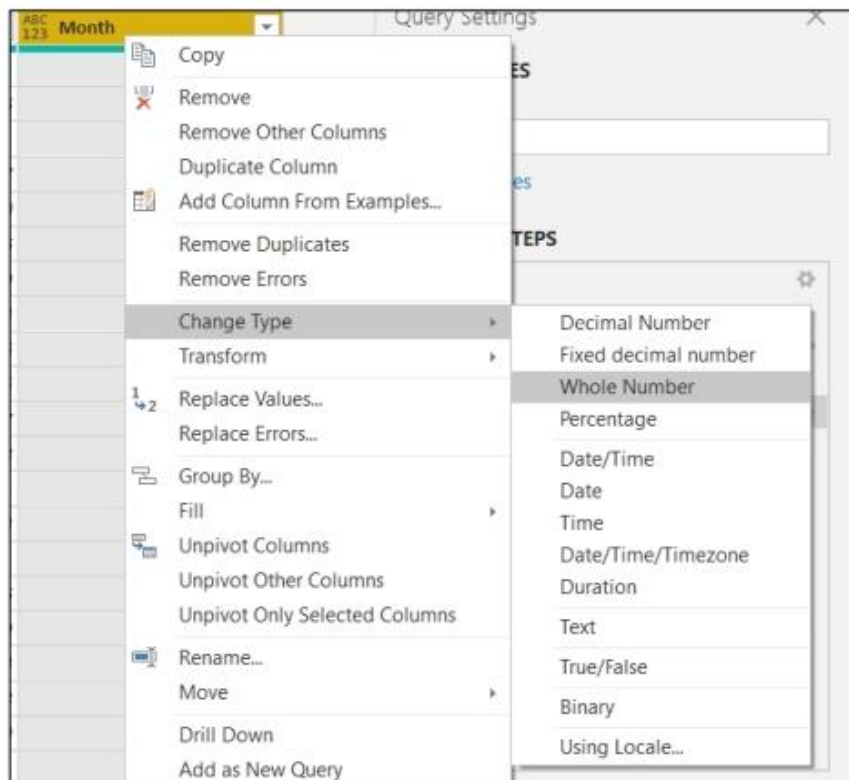 ABC
123 Month
Query Settings
Copy
ES
Remove
Remove Other Columns
Duplicate Column
es
Add Column From Examples...
TEPS
Remove Duplicates
Remove Errors
Change Type
Transform
1
2
Replace Values...
Replace Errors...
Group By...
Fill
Unpivot Columns
Unpivot Other Columns
Unpivot Only Selected Columns
Rename...
Move
Drill Down
Add as New Query
Decimal Number
Fixed decimal number
Whole Number
Percentage
Date/Time
Date
Time
Date/Time/Timezone
Duration
Text
True/False
Binary
Using Locale...